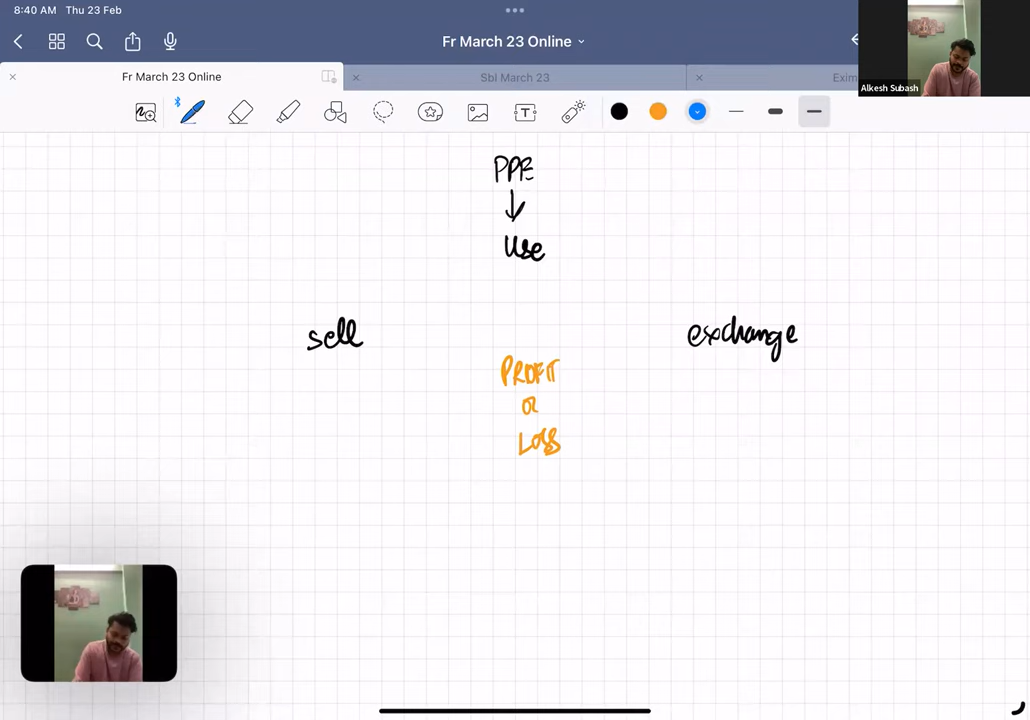 8:40 AM Thu 23 Feb
Fr March 23 Online
Alkesh Subash
Fr March 23 Online
Sbl March 23
Exim
PPE
Use
sell
exchange
PROFIT
OR
LOSS